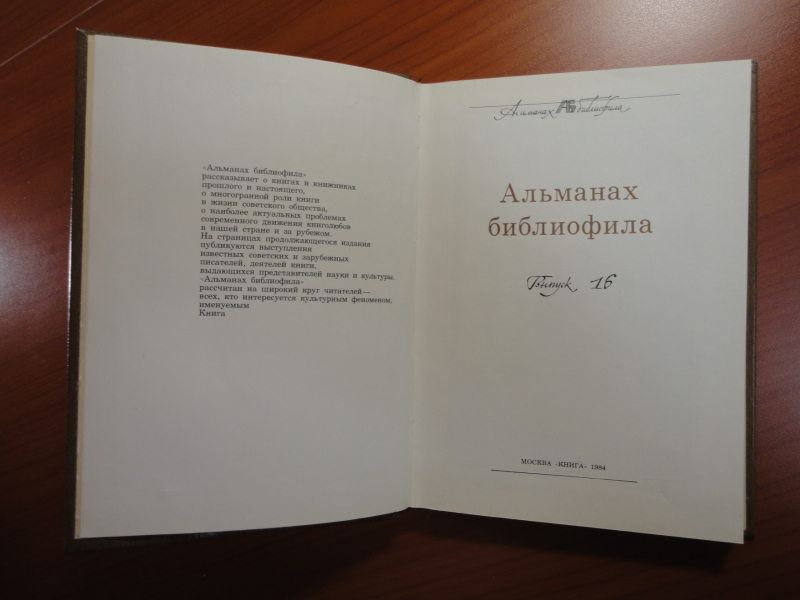 «Альманах библиофила»
рассказывает о книгах и книжниках
прошлого и настоящего,
о многогранной роли книги
в жизни советского общества,
о наиболее актуальных проблемах
современного движения книголюбов
в нашей стране и за рубежом.
На страницах продолжающегося издания
публикуются выступления
известных советских и зарубежных
писателей, деятелей книги,
выдающихся представителей науки и культуры.
«Альманах библиофила»
рассчитан на широкий круг читателей —
всех, кто интересуется культурным феноменом,
именуемым
Книга
Альманах АБ библиофила
Альманах
библиофила
Выпуск 16
МОСКВА «КНИГА» 1984